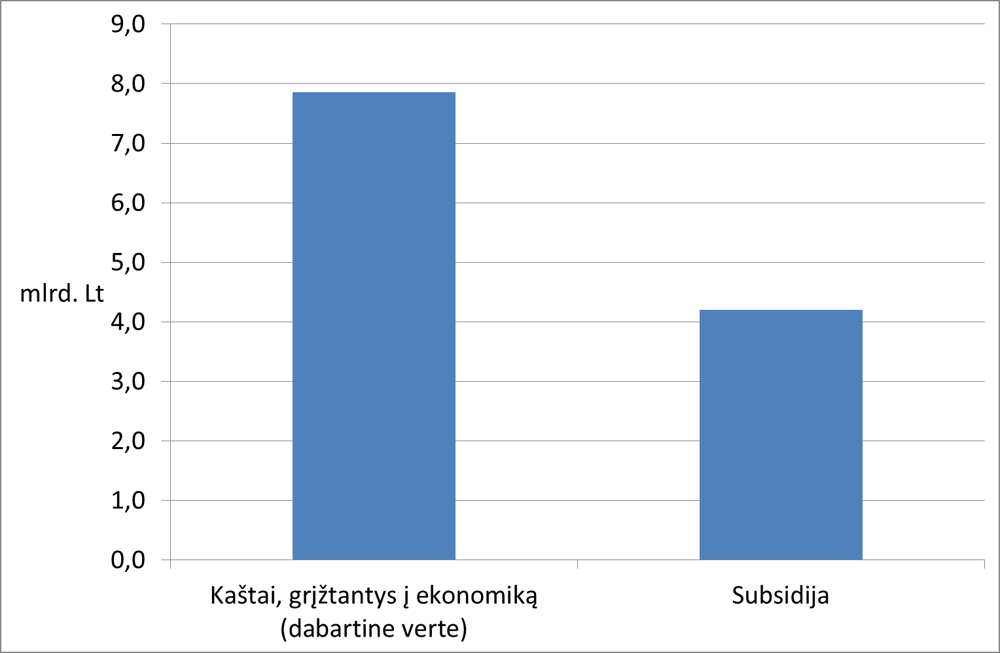 9,0
8,0
7,0
6,0
5,0
mlrd. Lt
4,0
3,0
2,0
1,0
0,0
Kaštai, grįžtantys į ekonomiką
(dabartine verte)
Subsidija